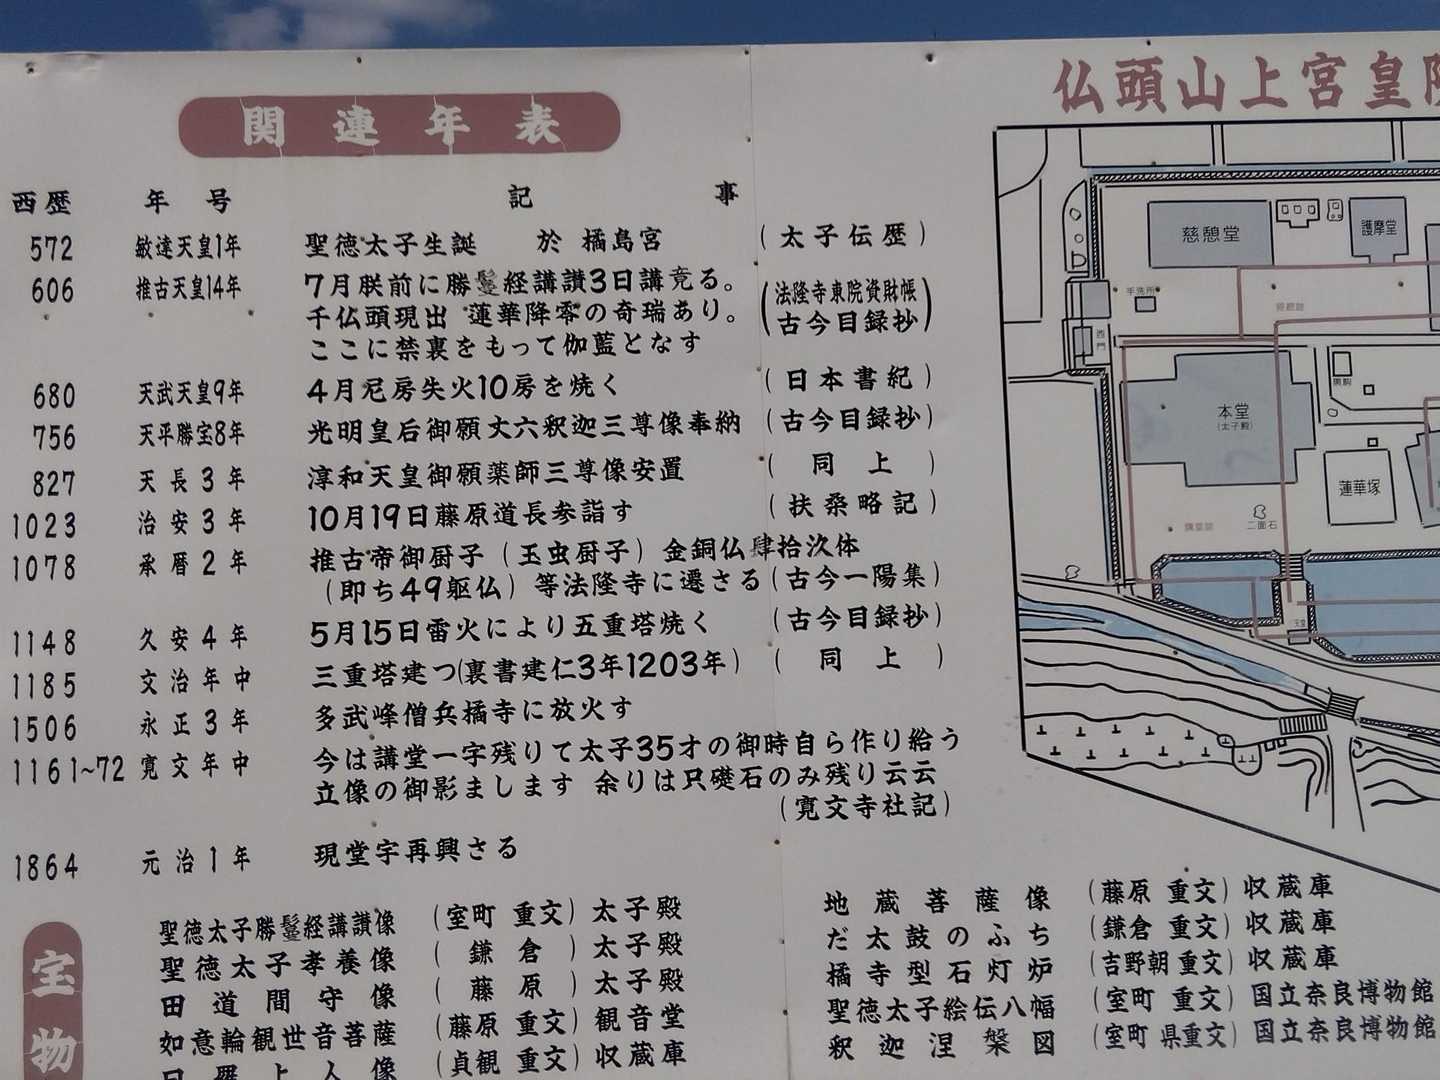 関連年表
西歴 年号 記事
572 敏達天皇1年 聖徳太子生誕 於 橘島宮 (太子伝歴)
606 推古天皇14年 7月朕前に勝鬘経講讃3日講竟る。 (法隆寺東院資財帳
千仏頭現出 蓮華降零の奇瑞あり。 古今目録抄)
ここに禁裏をもって伽藍となす
680 天武天皇9年 4月尼房失火10房を焼く (日本書紀)
756 天平勝宝8年 光明皇后御願丈六釈迦三尊像奉納 (古今目録抄)
827 天長3年 淳和天皇御願薬師三尊像安置 (同上)
1023 治安3年 10月19日藤原道長参詣す (扶桑略記)
1078 承暦2年 推古帝御厨子(玉虫厨子)金銅仏肆拾玖体
(即ち49躯仏)等法隆寺に遷さる(古今一陽集)
1148 久安4年 5月15日雷火により五重塔焼く (古今目録抄)
1185 文治年中 三重塔建つ(裏書建仁3年1203年) (同上)
1506 永正3年 多武峰僧兵橘寺に放火す
1161~72 寛文年中 今は講堂一字残りて太子35才の御時自ら作り給う
立像の御影まします 余りは只礎石のみ残り云云
(寛文寺社記)
1864 元治1年 現堂宇再興さる
宝物
聖徳太子勝鬘経講讃像 (室町 重文) 太子殿
聖徳太子孝養像 (鎌倉) 太子殿
田道間守像 (藤原) 太子殿
如意輪観世音菩薩 (藤原 重文) 観音堂
日羅上人像 (貞観 重文) 収蔵庫
地蔵菩薩像 (藤原 重文) 収蔵庫
だ太鼓のふち (鎌倉 重文) 収蔵庫
橘寺型石灯炉 (吉野朝 重文) 収蔵庫
聖徳太子絵伝八幅 (室町 重文) 国立奈良博物館
釈迦涅槃図 (室町 県重文) 国立奈良博物館
仏頭山上宮皇院
慈憩堂
護摩堂
手洗所
西門
本堂
(太子殿)
黒駒
蓮華塚
二面石